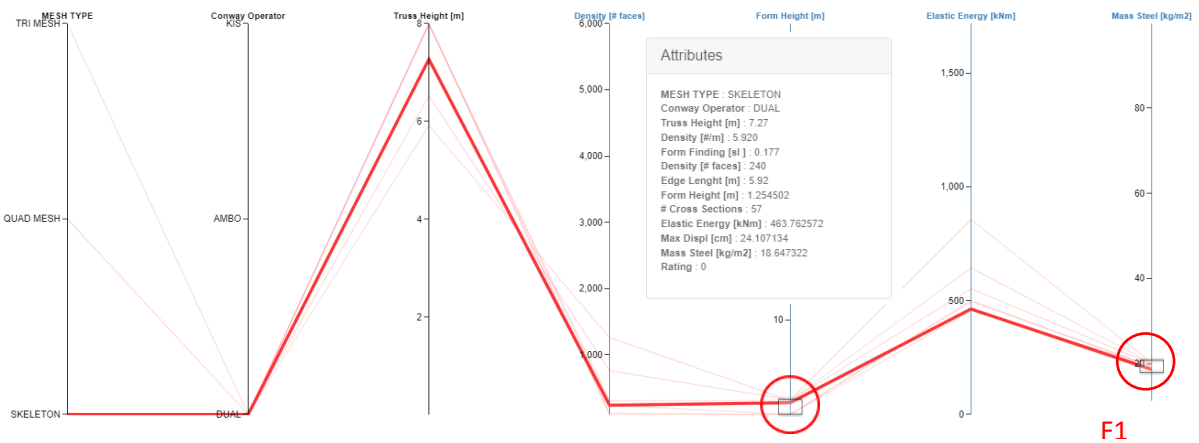 MESH TYPE
Conway Operator
Truss Height [m]
Density [# faces]
Form Height [m]
Elastic Energy [kNm]
Mass Steel [kg/m2]
TRI MESH
QUAD MESH
SKELETON
KIS
AMBO
DUAL
8
6
4
2
6,000
5,000
4,000
3,000
2,000
1,000
10
1,500
1,000
500
0
80
60
40
20
Attributes
MESH TYPE : SKELETON
Conway Operator : DUAL
Truss Height [m] : 7.27
Density [#/m] : 5.920
Form Finding [sl ] : 0.177
Density [# faces] : 240
Edge Lenght [m] : 5.92
Form Height [m] : 1.254502
# Cross Sections : 57
Elastic Energy [kNm] : 463.762572
Max Displ [cm] : 24.107134
Mass Steel [kg/m2] : 18.647322
Rating : 0
F1